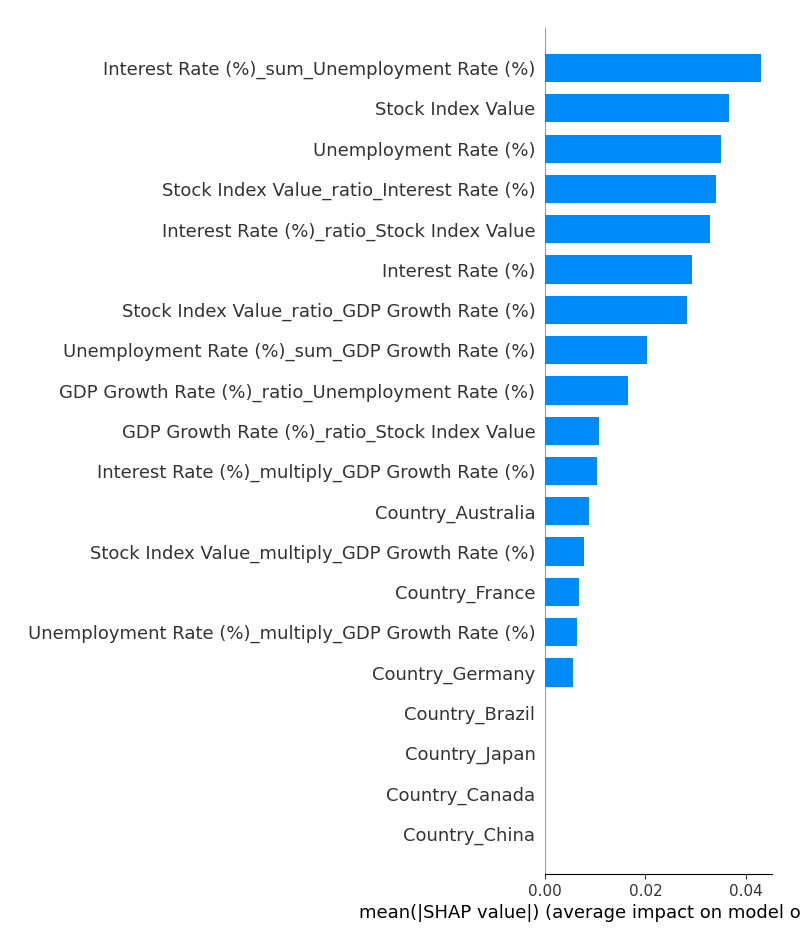 Interest Rate (%)_sum_Unemployment Rate (%)
Stock Index Value
Unemployment Rate (%)
Stock Index Value_ratio_Interest Rate (%)
Interest Rate (%)_ratio_Stock Index Value
Interest Rate (%)
Stock Index Value_ratio_GDP Growth Rate (%)
Unemployment Rate (%)_sum_GDP Growth Rate (%)
GDP Growth Rate (%)_ratio_Unemployment Rate (%)
GDP Growth Rate (%)_ratio_Stock Index Value
Interest Rate (%)_multiply_GDP Growth Rate (%)
Country_Australia
Stock Index Value_multiply_GDP Growth Rate (%)
Country_France
Unemployment Rate (%)_multiply_GDP Growth Rate (%)
Country_Germany
Country_Brazil
Country_Japan
Country_Canada
Country_China
0.00 0.02 0.04
mean(|SHAP value|) (average impact on model o